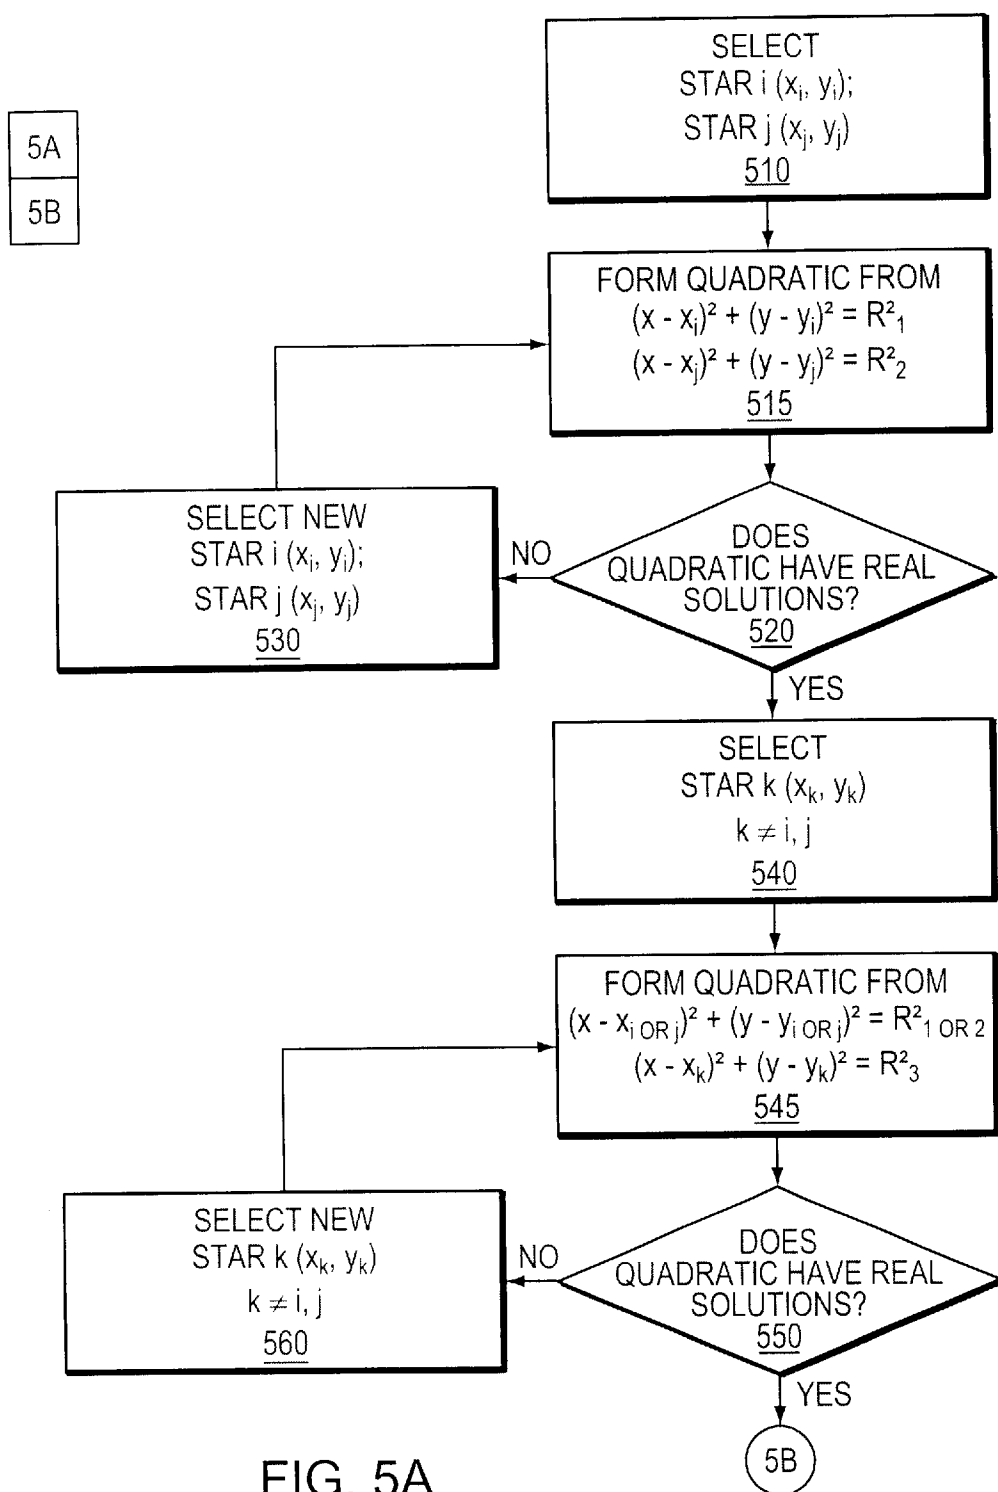 5A
5B
SELECT
STAR i (xᵢ, yᵢ);
STAR j (xⱼ, yⱼ)
510
FORM QUADRATIC FROM
(x - xᵢ)² + (y - yᵢ)² = R²₁
(x - xⱼ)² + (y - yⱼ)² = R²₂
515
DOES
QUADRATIC HAVE REAL
SOLUTIONS?
520
NO
SELECT NEW
STAR i (xᵢ, yᵢ);
STAR j (xⱼ, yⱼ)
530
YES
SELECT
STAR k (xₖ, yₖ)
k ≠ i, j
540
FORM QUADRATIC FROM
(x - x_{i OR j})² + (y - y_{i OR j})² = R²_{1 OR 2}
(x - xₖ)² + (y - yₖ)² = R²₃
545
DOES
QUADRATIC HAVE REAL
SOLUTIONS?
550
NO
SELECT NEW
STAR k (xₖ, yₖ)
k ≠ i, j
560
YES
5B
FIG. 5A